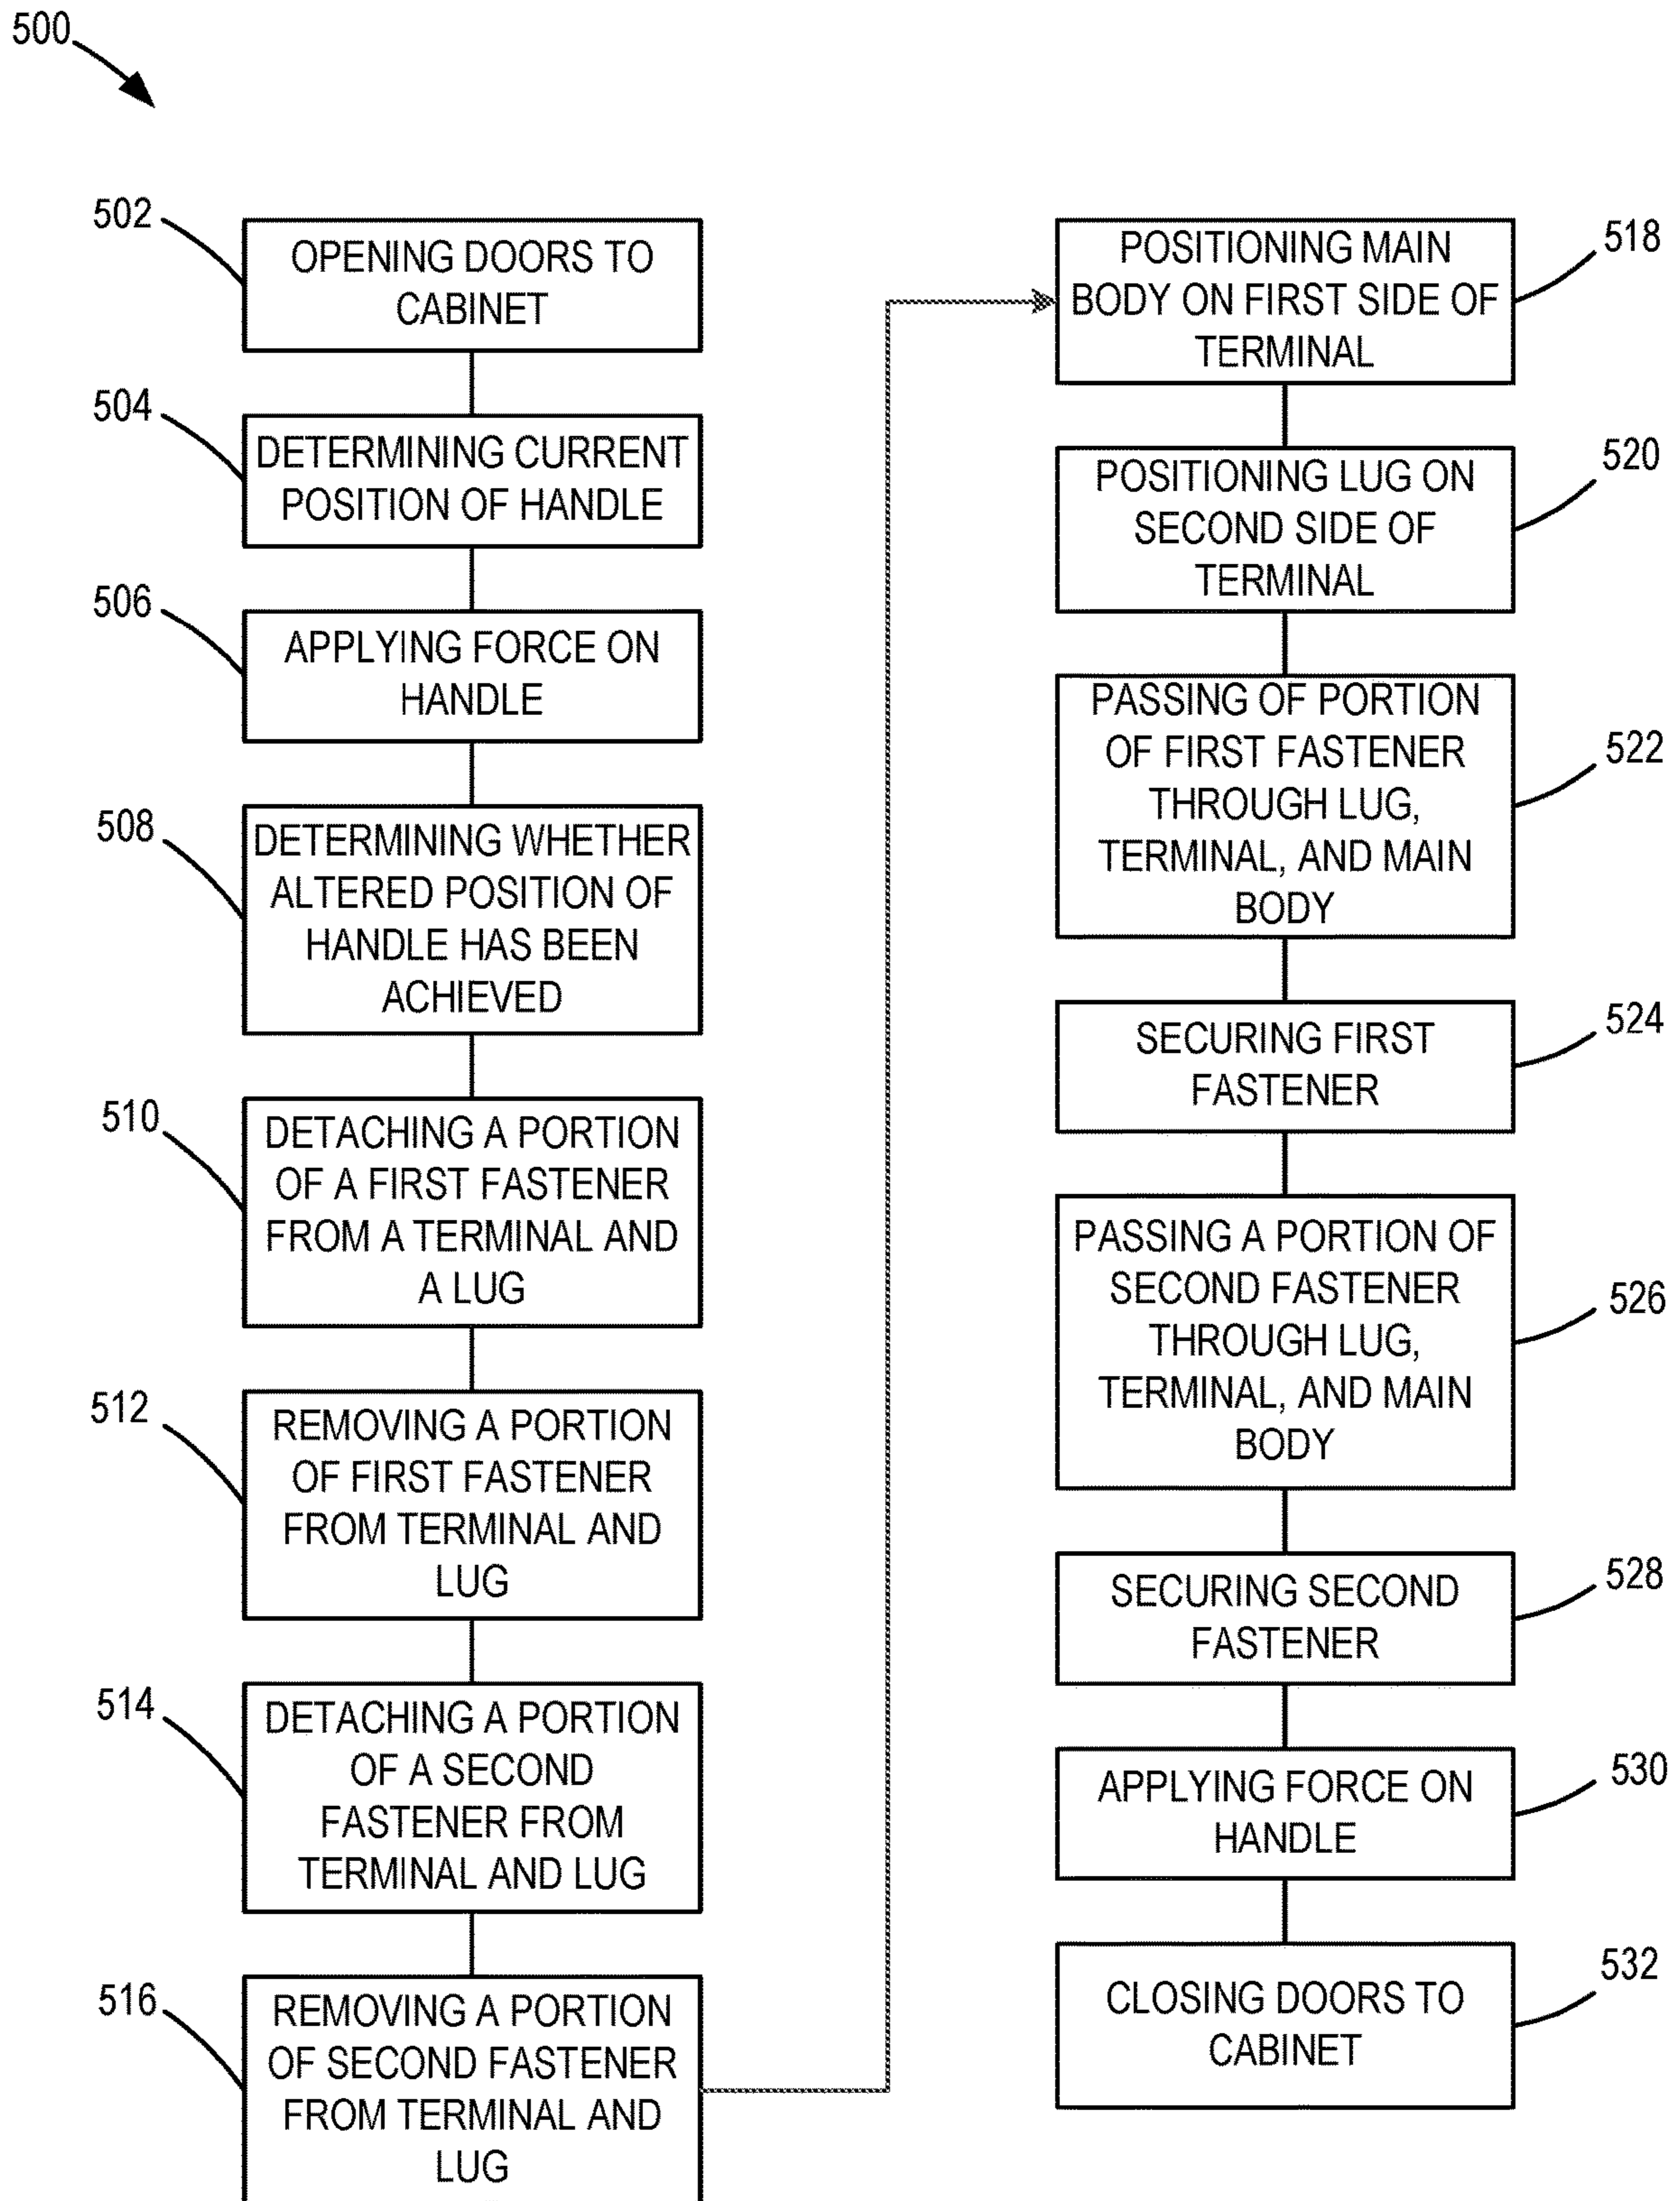 500
502
OPENING DOORS TO
CABINET
504
DETERMINING CURRENT
POSITION OF HANDLE
506
APPLYING FORCE ON
HANDLE
508
DETERMINING WHETHER
ALTERED POSITION OF
HANDLE HAS BEEN
ACHIEVED
510
DETACHING A PORTION
OF A FIRST FASTENER
FROM A TERMINAL AND
A LUG
512
REMOVING A PORTION
OF FIRST FASTENER
FROM TERMINAL AND
LUG
514
DETACHING A PORTION
OF A SECOND
FASTENER FROM
TERMINAL AND LUG
516
REMOVING A PORTION
OF SECOND FASTENER
FROM TERMINAL AND
LUG
518
POSITIONING MAIN
BODY ON FIRST SIDE OF
TERMINAL
520
POSITIONING LUG ON
SECOND SIDE OF
TERMINAL
522
PASSING OF PORTION
OF FIRST FASTENER
THROUGH LUG,
TERMINAL, AND MAIN
BODY
524
SECURING FIRST
FASTENER
526
PASSING A PORTION OF
SECOND FASTENER
THROUGH LUG,
TERMINAL, AND MAIN
BODY
528
SECURING SECOND
FASTENER
530
APPLYING FORCE ON
HANDLE
532
CLOSING DOORS TO
CABINET